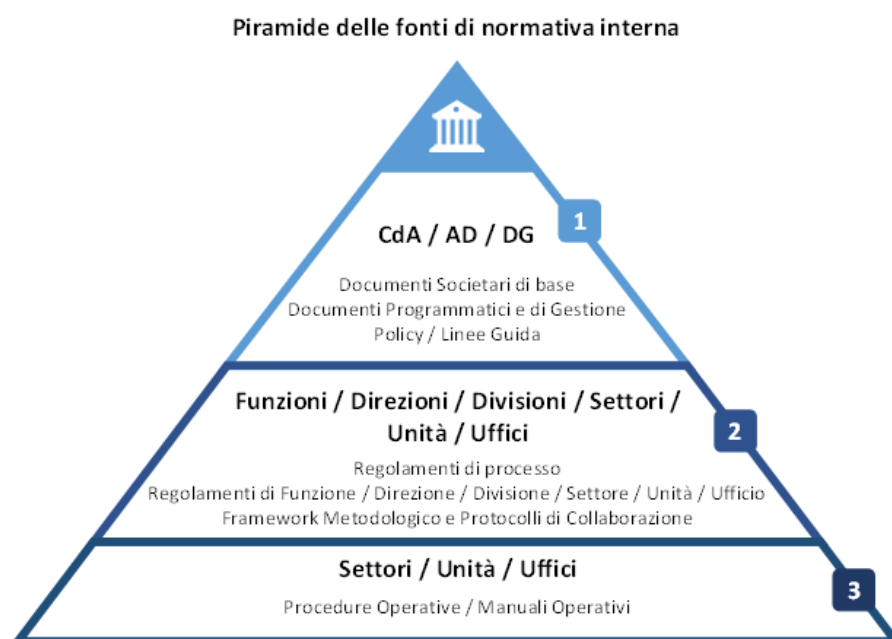 Piramide delle fonti di normativa interna
1
CdA / AD / DG
Documenti Societari di base
Documenti Programmatici e di Gestione
Policy / Linee Guida
Funzioni / Direzioni / Divisioni / Settori /
Unità / Uffici
2
Regolamenti di processo
Regolamenti di Funzione / Direzione / Divisione / Settore / Unità / Ufficio
Framework Metodologico e Protocolli di Collaborazione
Settori / Unità / Uffici
3
Procedure Operative / Manuali Operativi